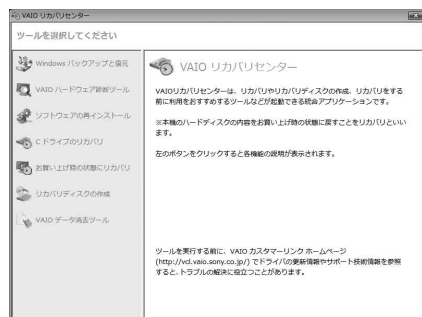 VAIO リカバリセンター
ツールを選択してください
Windows バックアップと復元
VAIO ハードウェア診断ツール
ソフトウェアの再インストール
C ドライブのリカバリ
お買い上げ時の状態にリカバリ
リカバリディスクの作成
VAIO データ消去ツール
VAIO リカバリセンター
VAIOリカバリセンターは、リカバリやリカバリディスクの作成、リカバリをする
前に利用をおすすめするツールなどが起動できる統合アプリケーションです。
※本機のハードディスクの内容をお買い上げ時の状態に戻すことをリカバリといい
ます。
左のボタンをクリックすると各機能の説明が表示されます。
ツールを実行する前に、VAIO カスタマーリンク ホームページ
(http://vcl.vaio.sony.co.jp/) でドライバの更新情報やサポート技術情報を参照
すると、トラブルの解決に役立つことがあります。